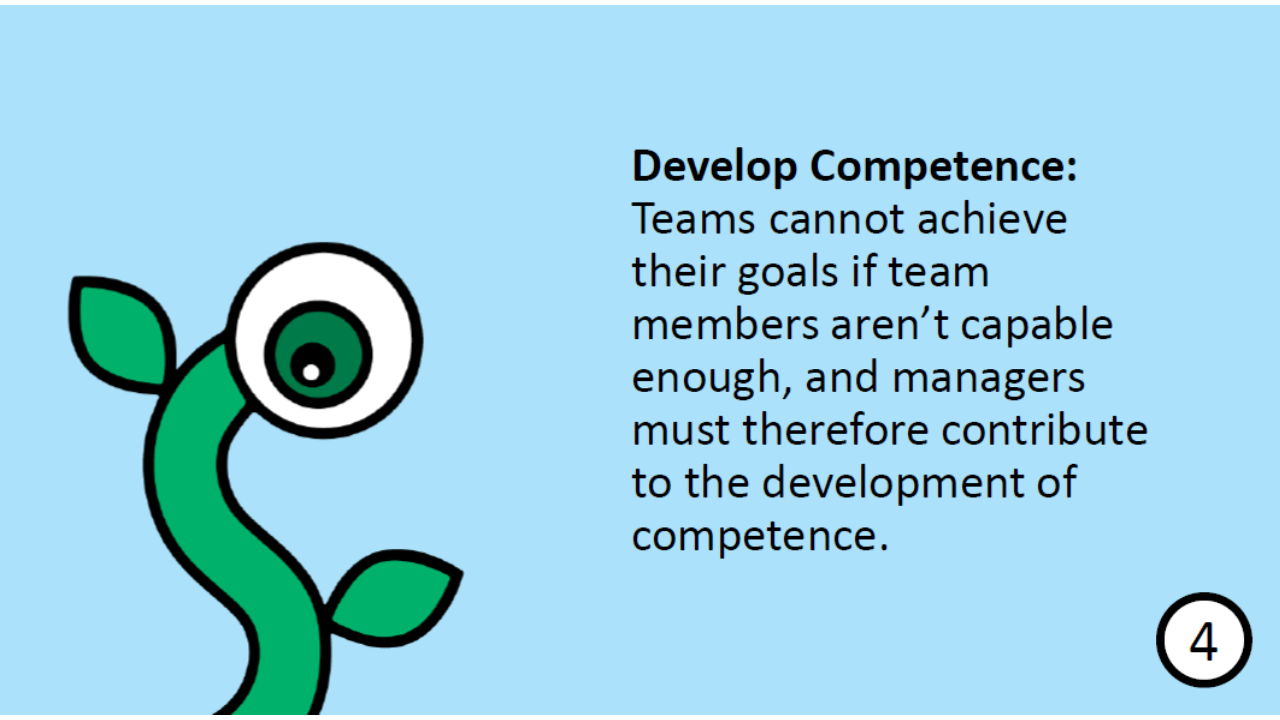 Develop Competence:
Teams cannot achieve
their goals if team
members aren’t capable
enough, and managers
must therefore contribute
to the development of
competence.
4